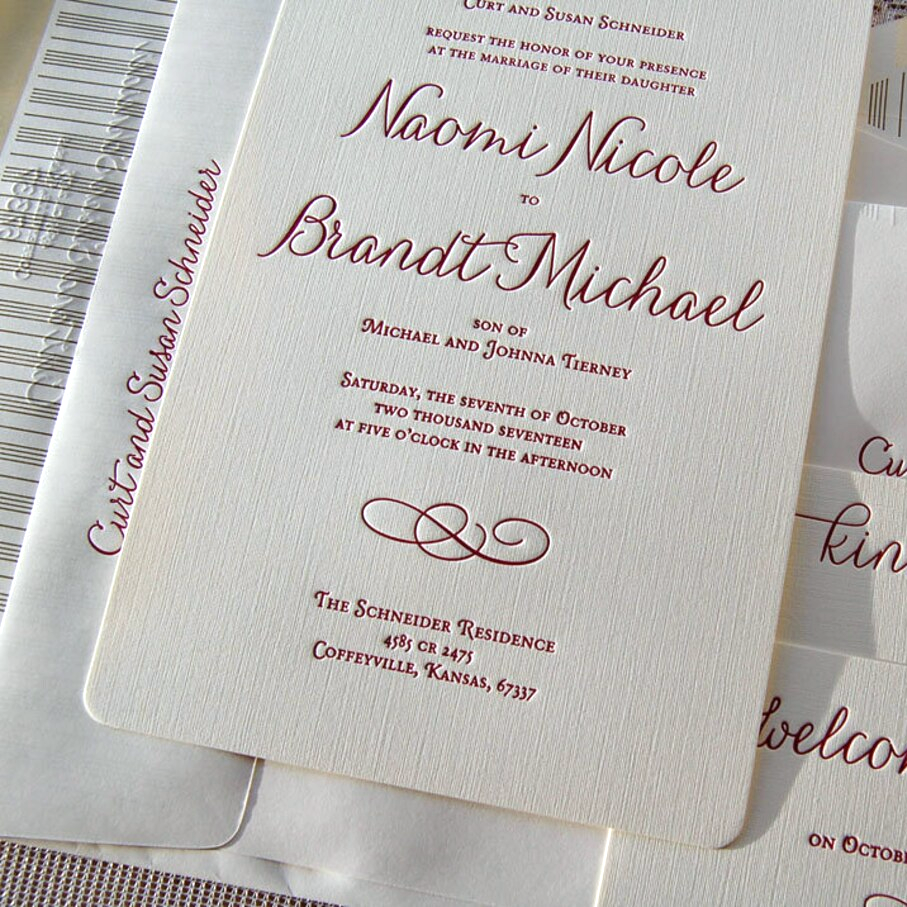 Curt and Susan Schneider
request the honor of your presence
at the marriage of their daughter
Naomi Nicole
to
Brandt Michael
son of
Michael and Johnna Tierney
Saturday, the seventh of October
two thousand seventeen
at five o'clock in the afternoon
The Schneider Residence
4585 CR 2475
Coffeyville, Kansas, 67337
Curt and Susan Schneider
Cu
kin
welcom
on Octob